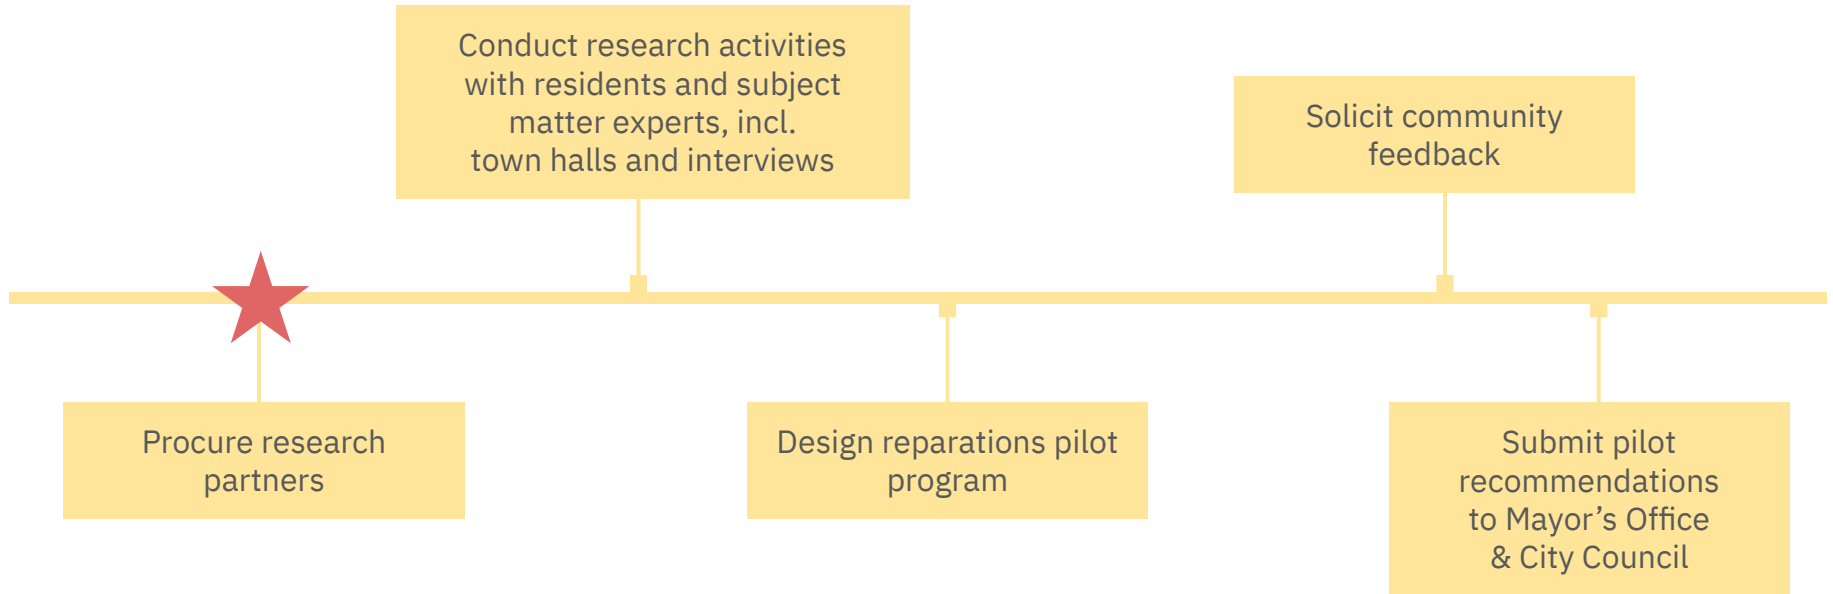 Conduct research activities
with residents and subject
matter experts, incl.
town halls and interviews
Solicit community
feedback
Procure research
partners
Design reparations pilot
program
Submit pilot
recommendations
to Mayor’s Office
& City Council